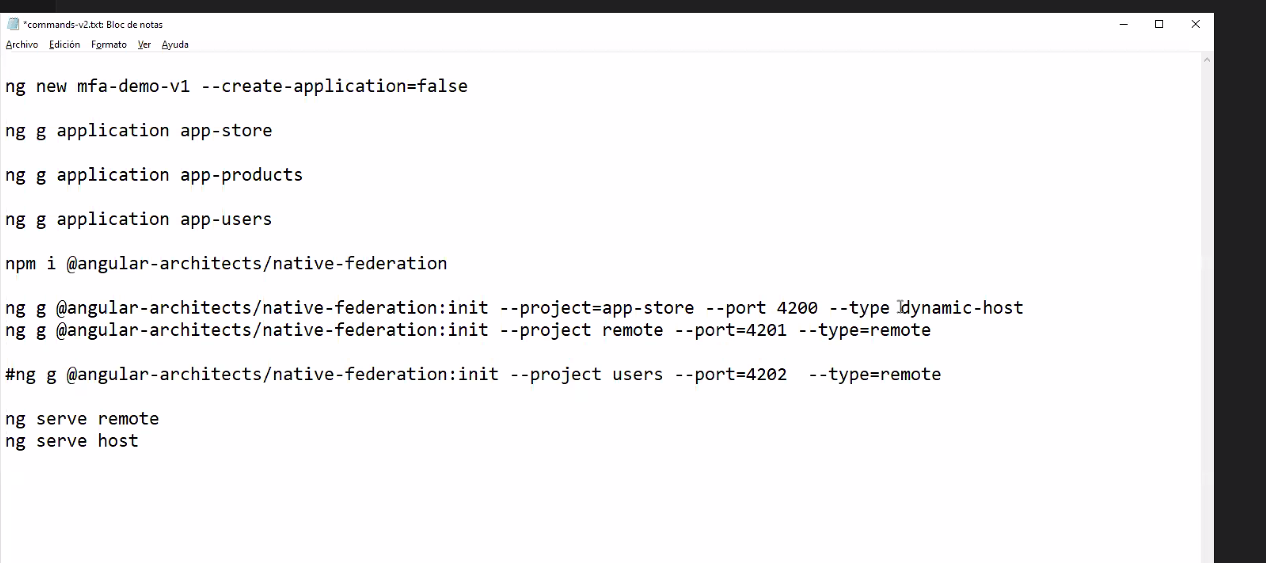 *commands-v2.txt: Bloc de notas
Archivo Edición Formato Ver Ayuda
ng new mfa-demo-v1 --create-application=false
ng g application app-store
ng g application app-products
ng g application app-users
npm i @angular-architects/native-federation
ng g @angular-architects/native-federation:init --project=app-store --port 4200 --type dynamic-host
ng g @angular-architects/native-federation:init --project remote --port=4201 --type=remote
#ng g @angular-architects/native-federation:init --project users --port=4202  --type=remote
ng serve remote
ng serve host